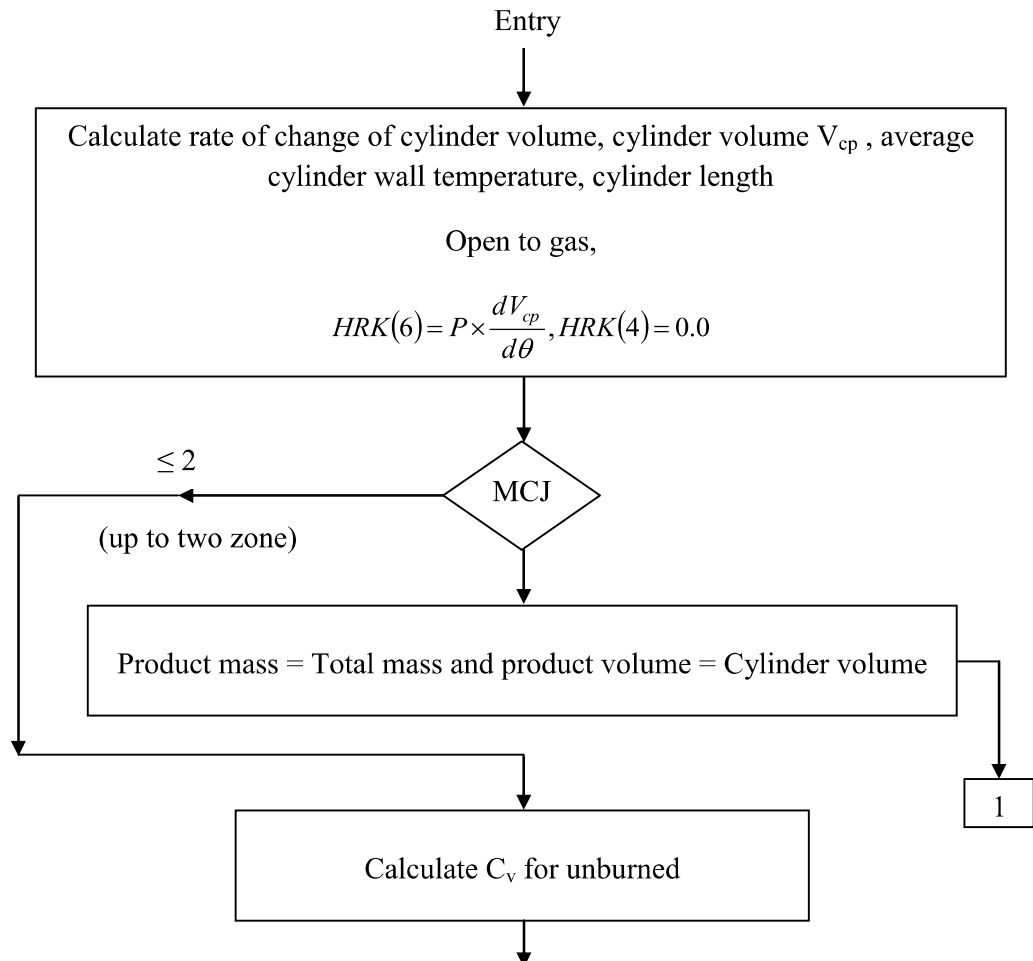 Entry
Calculate rate of change of cylinder volume, cylinder volume V_cp , average
cylinder wall temperature, cylinder length
Open to gas,
HRK(6) = P × dV_cp/dθ , HRK(4) = 0.0
≤ 2
MCJ
(up to two zone)
Product mass = Total mass and product volume = Cylinder volume
1
Calculate C_v for unburned